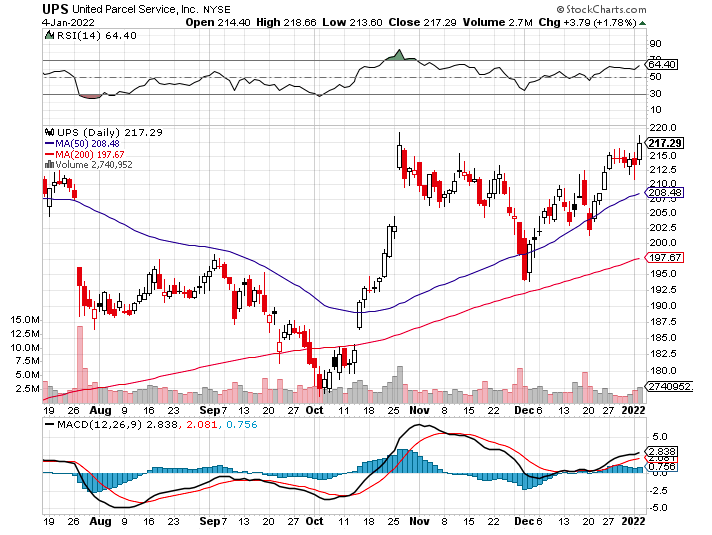 UPS United Parcel Service, Inc. NYSE © StockCharts.com
4-Jan-2022 Open 214.40 High 218.66 Low 213.60 Close 217.29 Volume 2.7M Chg +3.79 (+1.78%)
RSI(14) 64.40
90
70
64.40
50
30
10
UPS (Daily) 217.29
MA(50) 208.48
MA(200) 197.67
Volume 2,740,952
220.0
217.29
215.0
212.5
210.0
208.48
207.5
205.0
202.5
200.0
197.67
195.0
192.5
190.0
187.5
185.0
182.5
180.0
2740952
15.0M
12.5M
10.0M
7.5M
5.0M
2.5M
19 26 Aug 9 16 23 Sep 7 13 20 27 Oct 11 18 25 Nov 8 15 22 Dec 6 13 20 27 2022
MACD(12,26,9) 2.838, 2.081, 0.756
5.0
2.838
2.081
0.756
-2.5
-5.0
19 26 Aug 9 16 23 Sep 7 13 20 27 Oct 11 18 25 Nov 8 15 22 Dec 6 13 20 27 2022